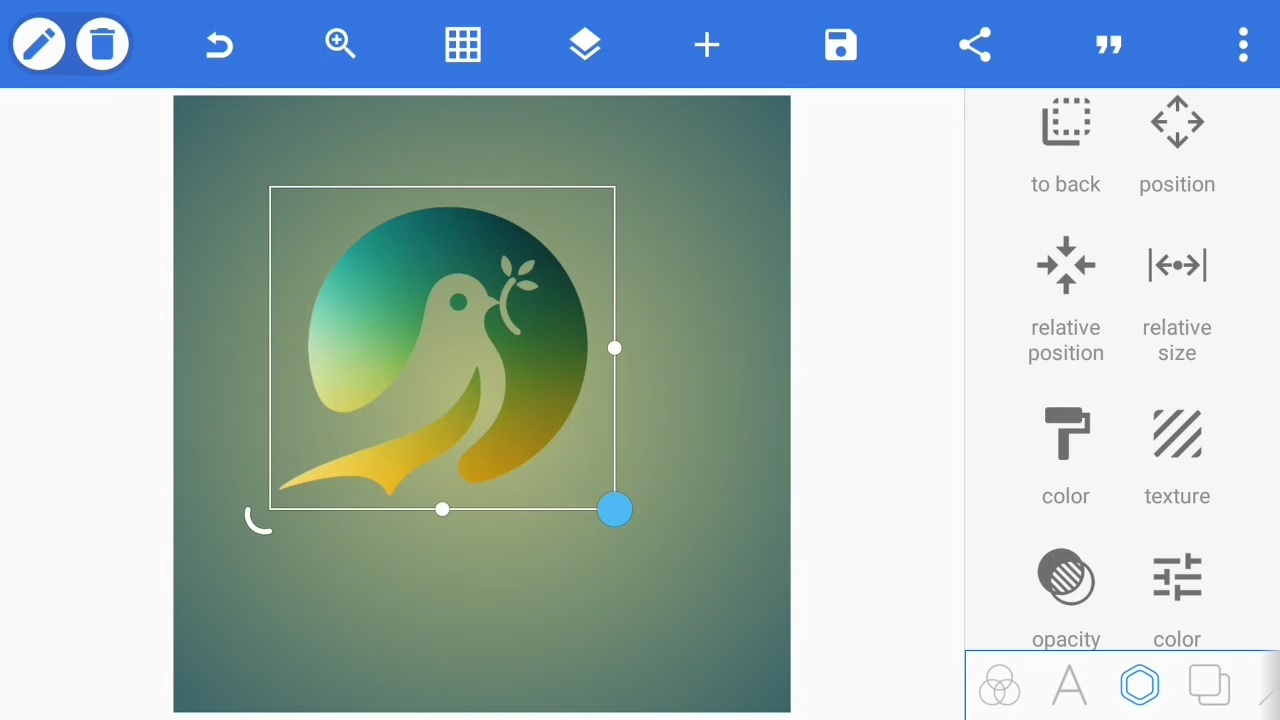 to back
position
relative
position
relative
size
color
texture
opacity
color